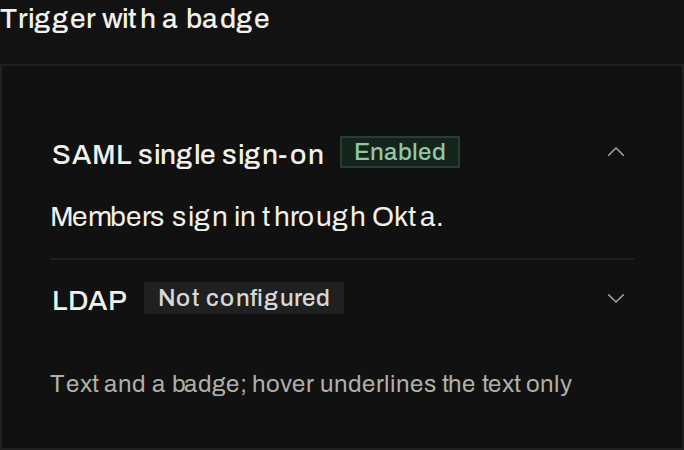 Trigger with a badge
SAML single sign-on Enabled
Members sign in through Okta.
LDAP Not configured
Text and a badge; hover underlines the text only